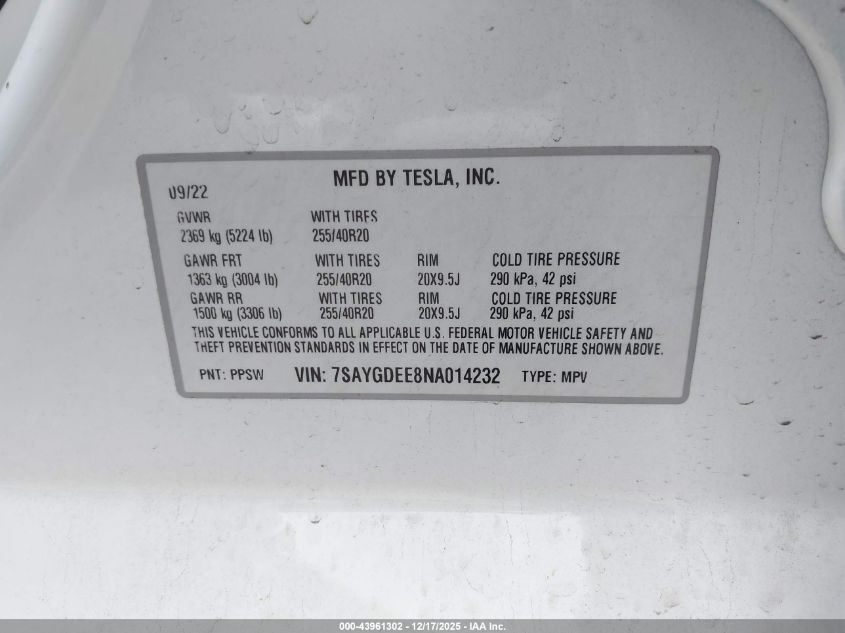 MFD BY TESLA, INC.
09/22
GVWR WITH TIRES
2369 kg (5224 lb) 255/40R20
GAWR FRT WITH TIRES RIM COLD TIRE PRESSURE
1363 kg (3004 lb) 255/40R20 20X9.5J 290 kPa, 42 psi
GAWR RR WITH TIRES RIM COLD TIRE PRESSURE
1500 kg (3306 lb) 255/40R20 20X9.5J 290 kPa, 42 psi
THIS VEHICLE CONFORMS TO ALL APPLICABLE U.S. FEDERAL MOTOR VEHICLE SAFETY AND
THEFT PREVENTION STANDARDS IN EFFECT ON THE DATE OF MANUFACTURE SHOWN ABOVE.
PNT: PPSW VIN: 7SAYGDEE8NA014232 TYPE: MPV
000-43961302 - 12/17/2025 - IAA Inc.